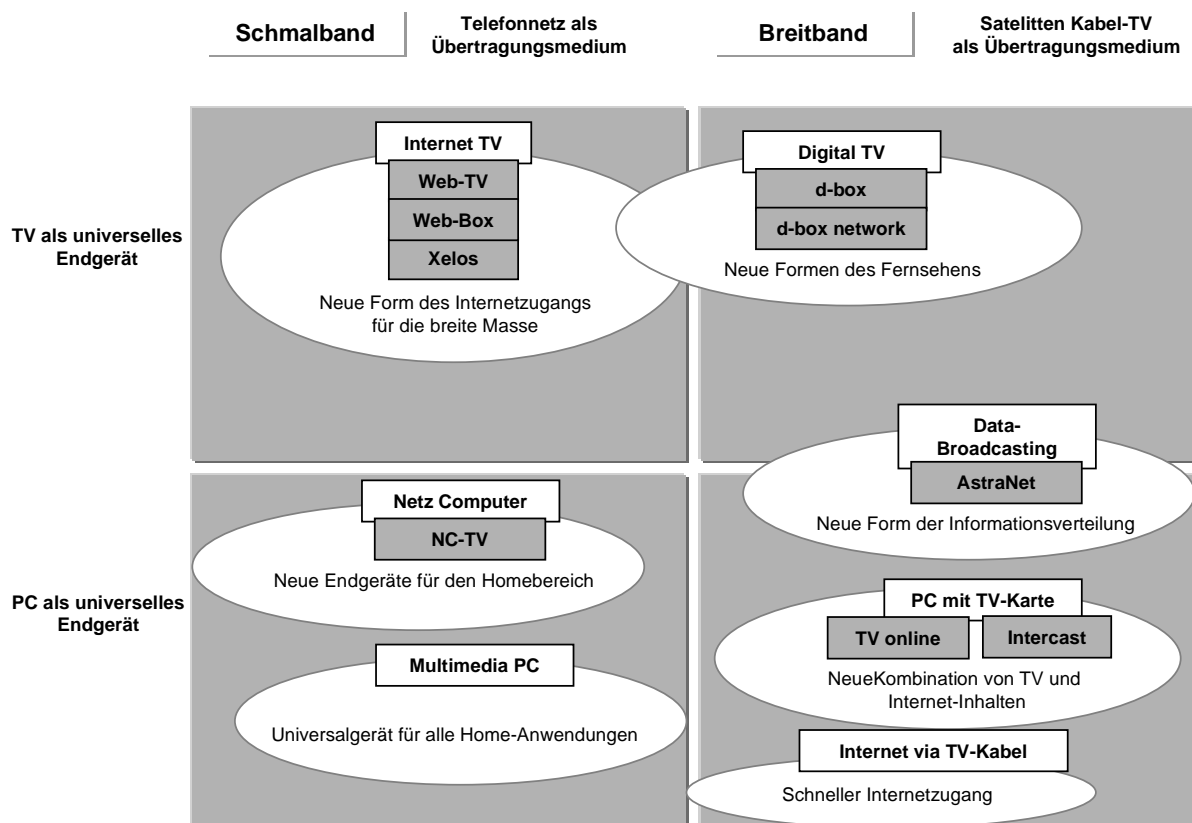 Schmalband
Telefonnetz als
Übertragungsmedium
Breitband
Satelitten Kabel-TV
als Übertragungsmedium
TV als universelles
Endgerät
Internet TV
Web-TV
Web-Box
Xelos
Neue Form des Internetzugangs
für die breite Masse
Digital TV
d-box
d-box network
Neue Formen des Fernsehens
Data-
Broadcasting
AstraNet
Neue Form der Informationsverteilung
PC als universelles
Endgerät
Netz Computer
NC-TV
Neue Endgeräte für den Homebereich
Multimedia PC
Universalgerät für alle Home-Anwendungen
PC mit TV-Karte
TV online
Intercast
NeueKombination von TV und
Internet-Inhalten
Internet via TV-Kabel
Schneller Internetzugang